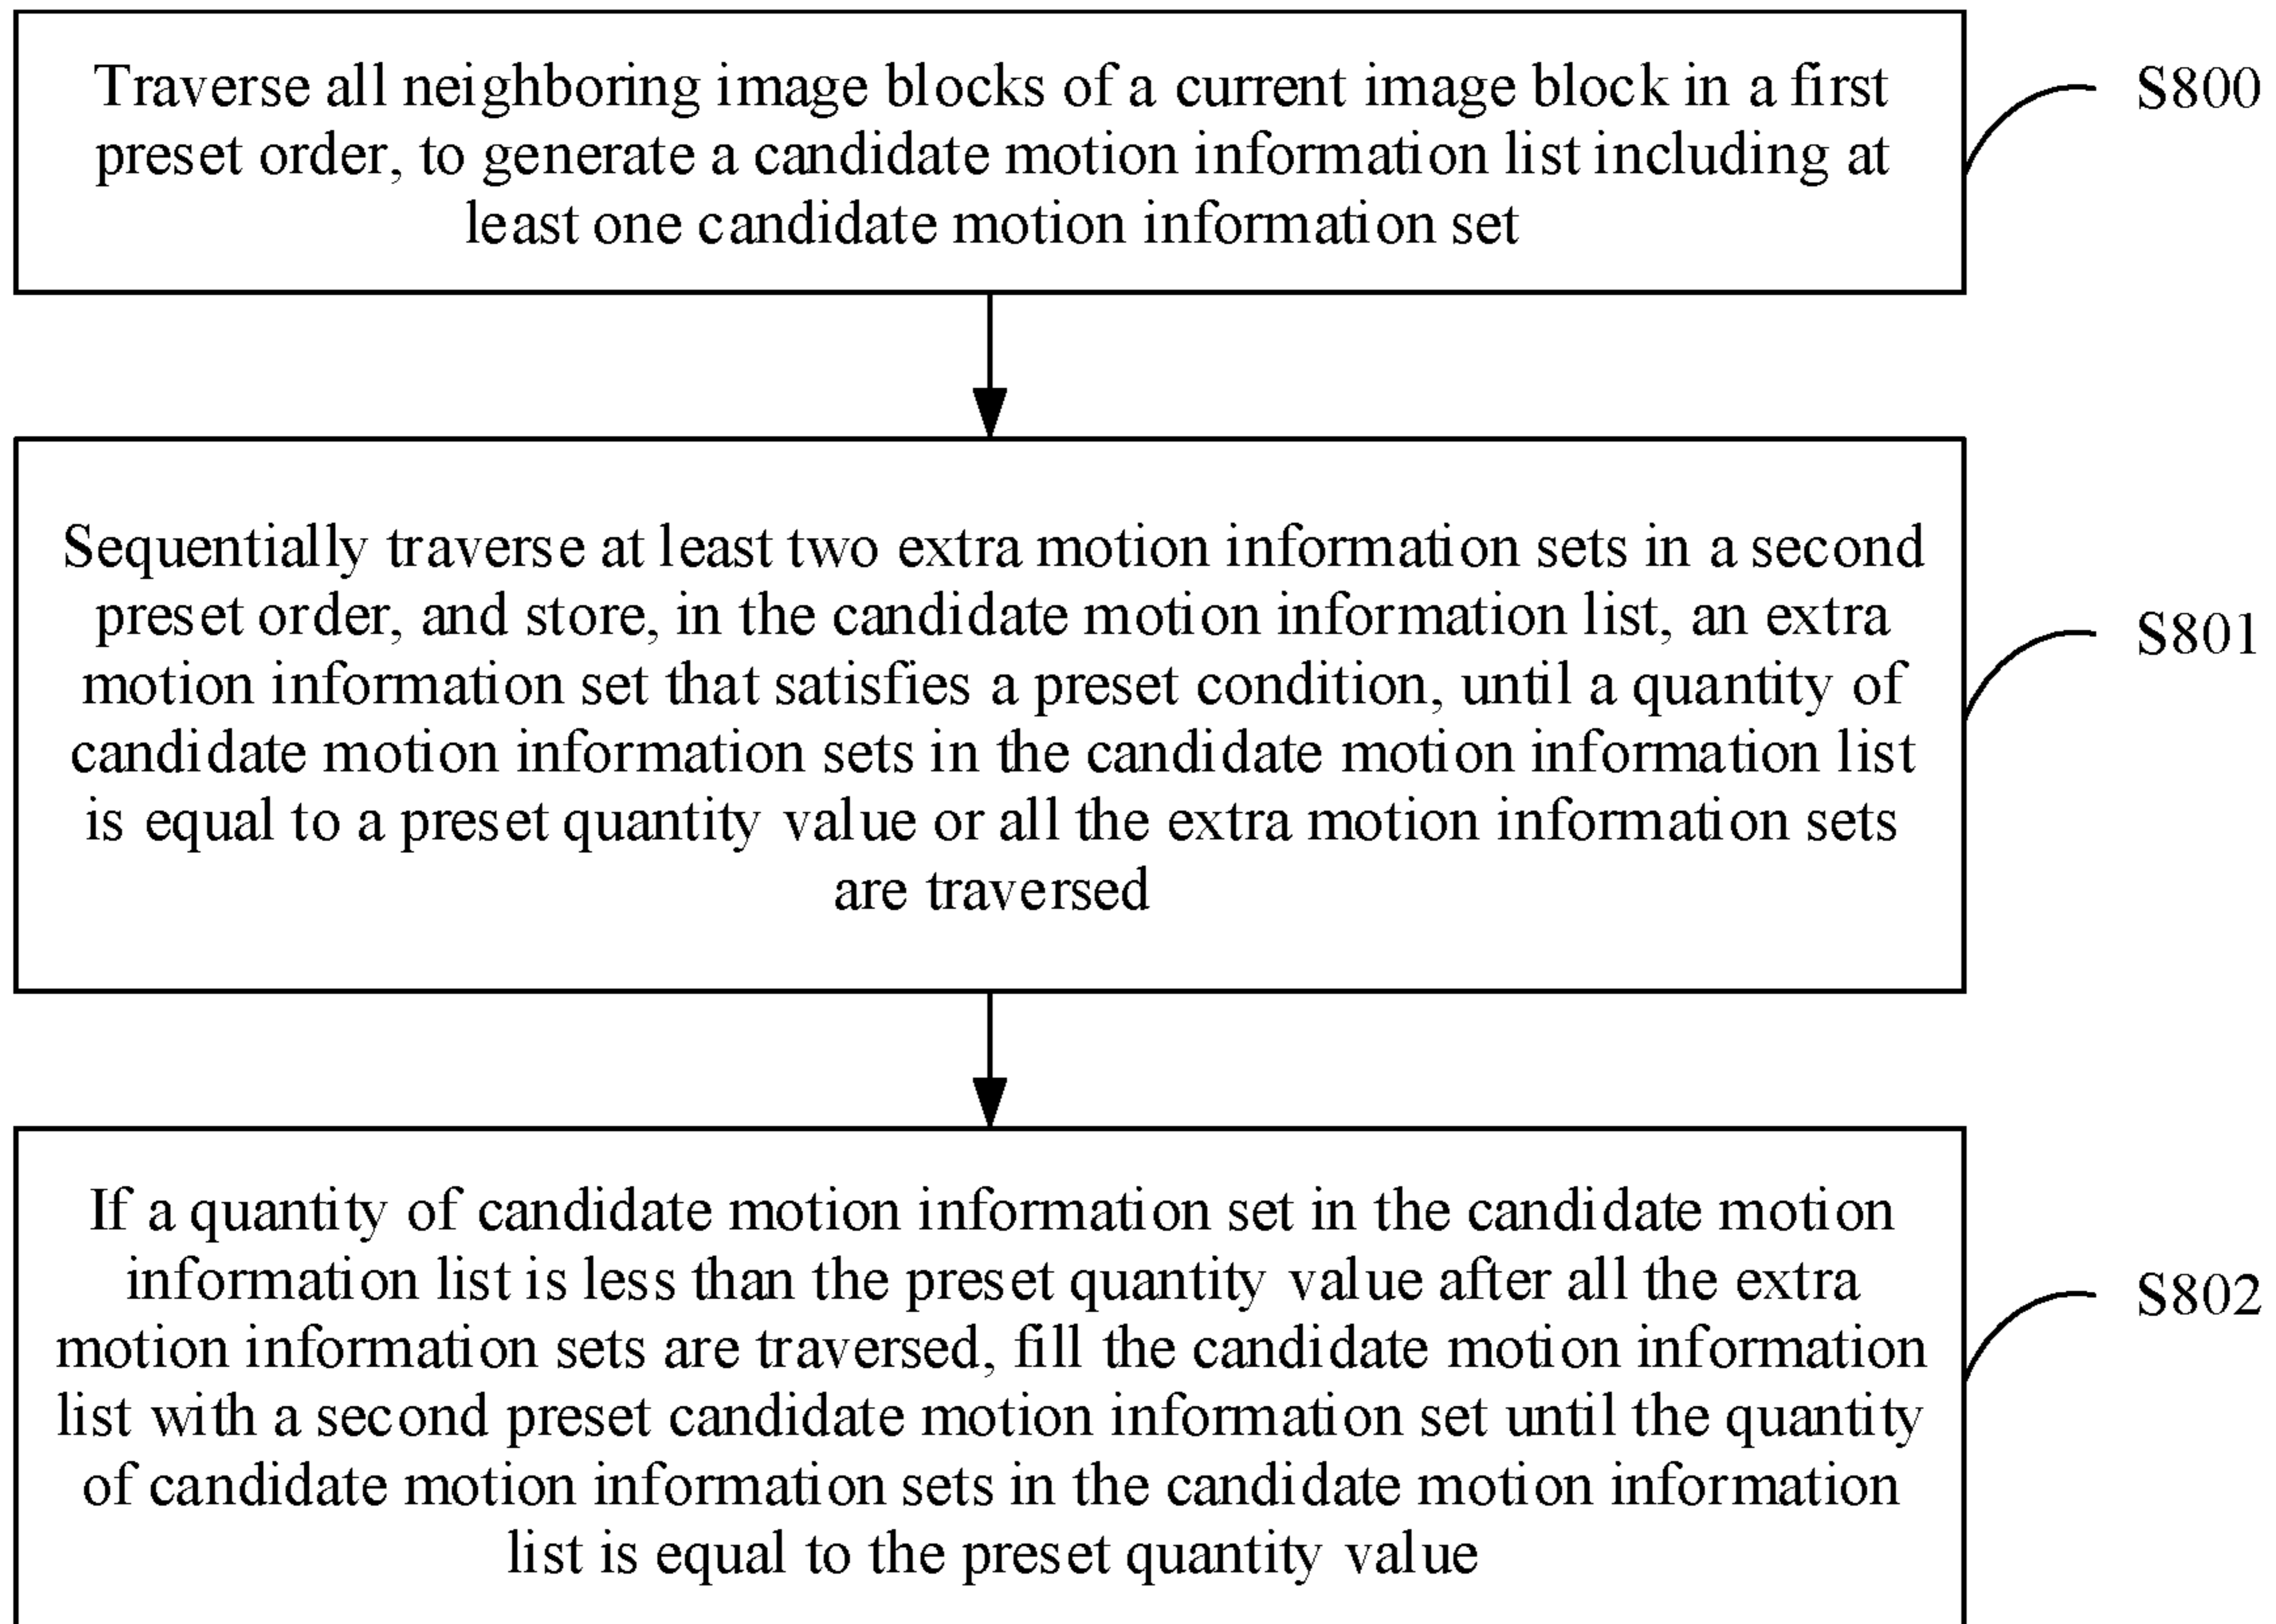 Traverse all neighboring image blocks of a current image block in a first
preset order, to generate a candidate motion information list including at
least one candidate motion information set
S800
Sequentially traverse at least two extra motion information sets in a second
preset order, and store, in the candidate motion information list, an extra
motion information set that satisfies a preset condition, until a quantity of
candidate motion information sets in the candidate motion information list
is equal to a preset quantity value or all the extra motion information sets
are traversed
S801
If a quantity of candidate motion information set in the candidate motion
information list is less than the preset quantity value after all the extra
motion information sets are traversed, fill the candidate motion information
list with a second preset candidate motion information set until the quantity
of candidate motion information sets in the candidate motion information
list is equal to the preset quantity value
S802